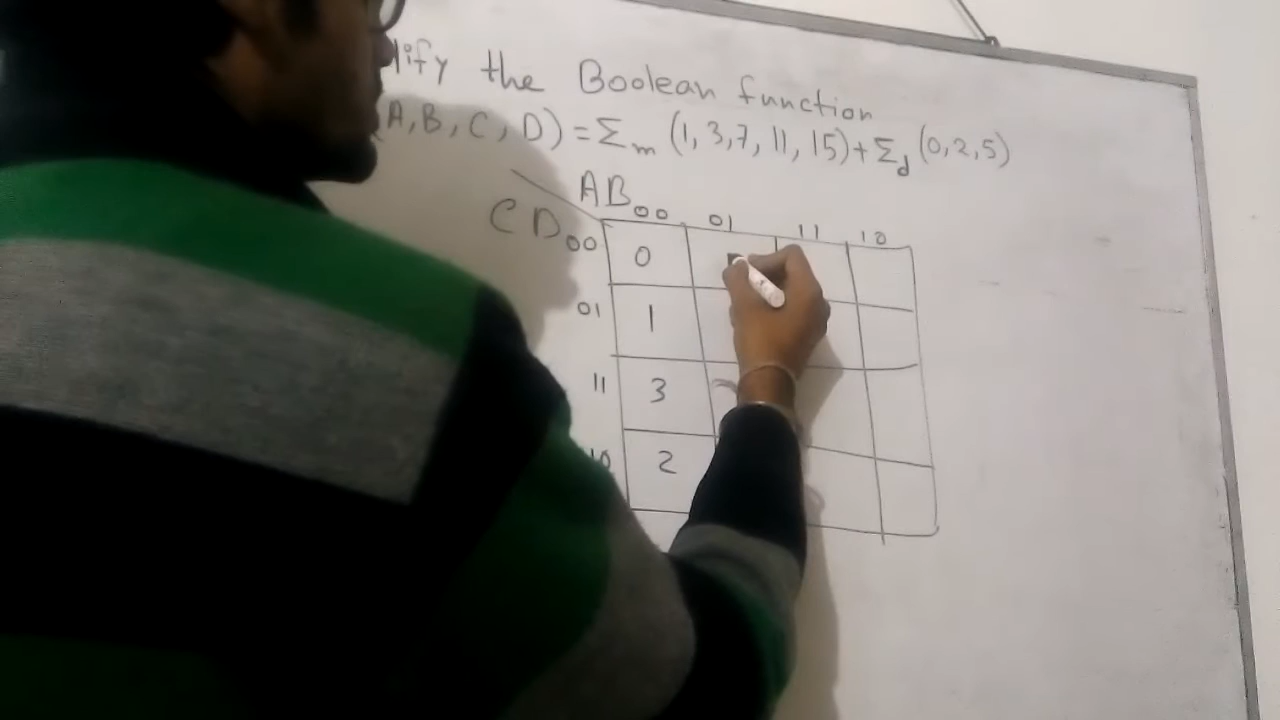 lify the Boolean function
(A, B, C, D) = Σm (1, 3, 7, 11, 15) + Σd (0, 2, 5)
AB
CD
00 01 11 10
00 0
01 1
11 3
10 2